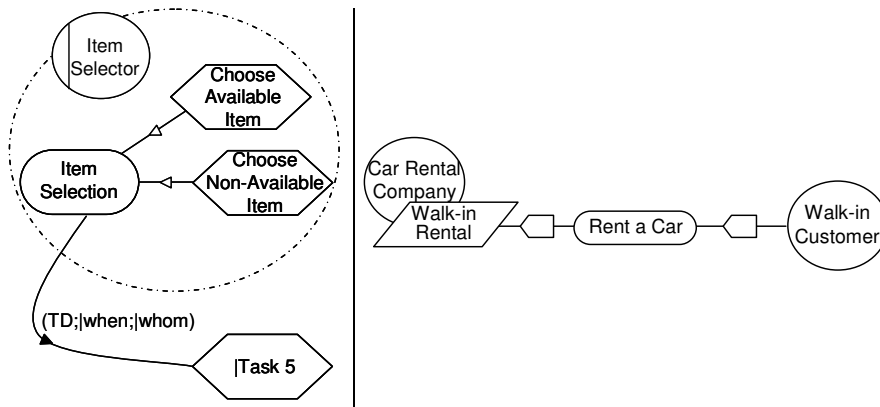 Item
Selector
Choose
Available
Item
Item
Selection
Choose
Non-Available
Item
(TD;|when;|whom)
|Task 5
Car Rental
Company
Walk-in
Rental
Rent a Car
Walk-in
Customer